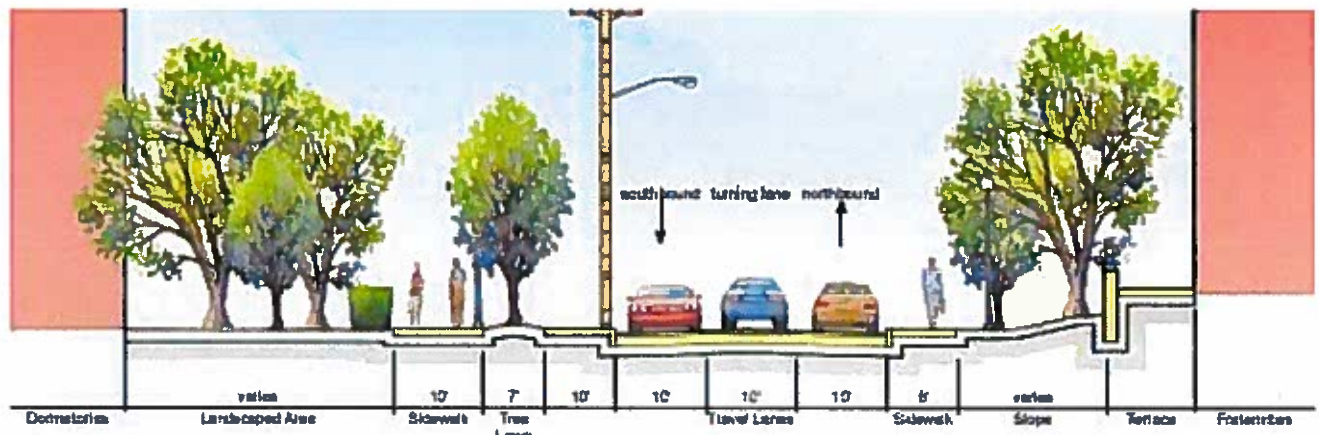 southbound turning lane northbound
varies 10' 7' 10' 10' 10' 10' varies
Dormitories Landscaped Area Sidewalk Tree Travel Lanes Sidewalk Slope Terrace Fraternities
Lawn